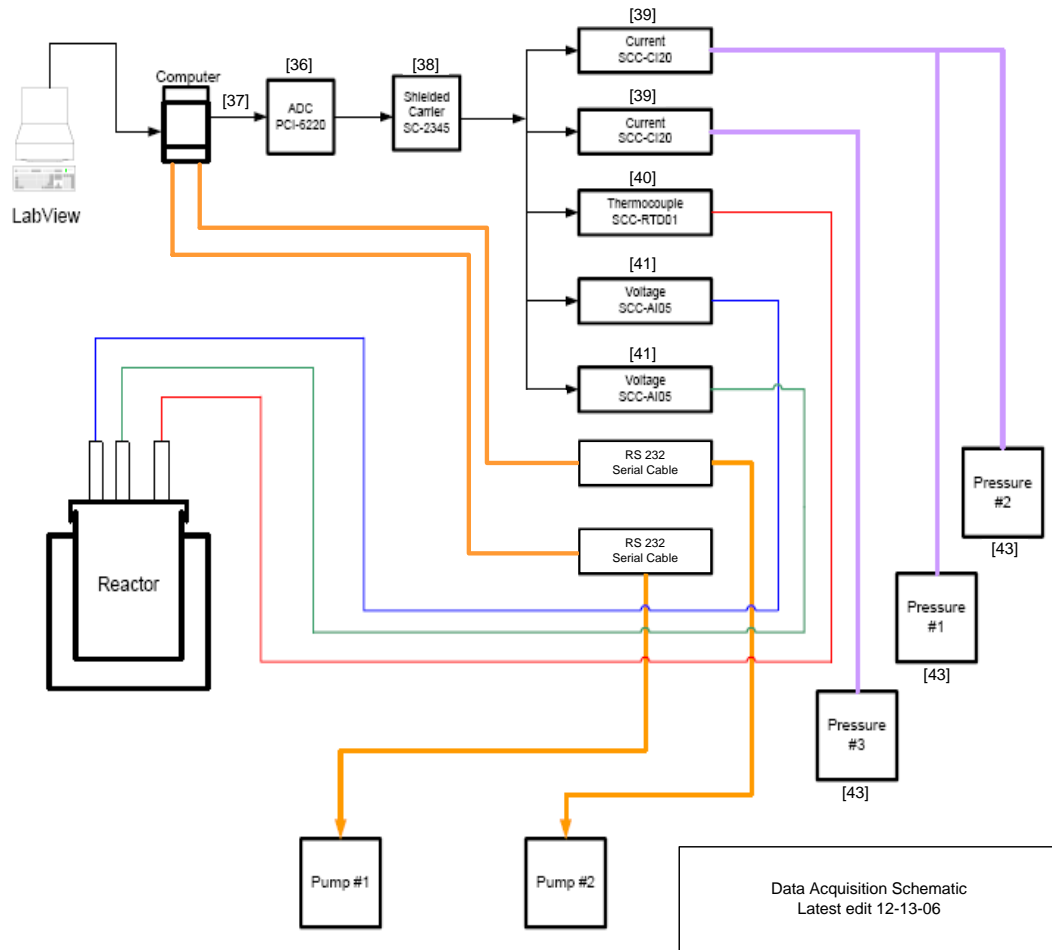 [39]
Current
SCC-CI20
[36]
[38]
Computer
[37]
ADC
PCI-6220
Shielded
Carrier
SC-2345
[39]
Current
SCC-CI20
[40]
Thermocouple
SCC-RTD01
LabView
[41]
Voltage
SCC-AI05
[41]
Voltage
SCC-AI05
RS 232
Serial Cable
Pressure
#2
[43]
RS 232
Serial Cable
Reactor
Pressure
#1
[43]
Pressure
#3
[43]
Pump #1
Pump #2
Data Acquisition Schematic
Latest edit 12-13-06